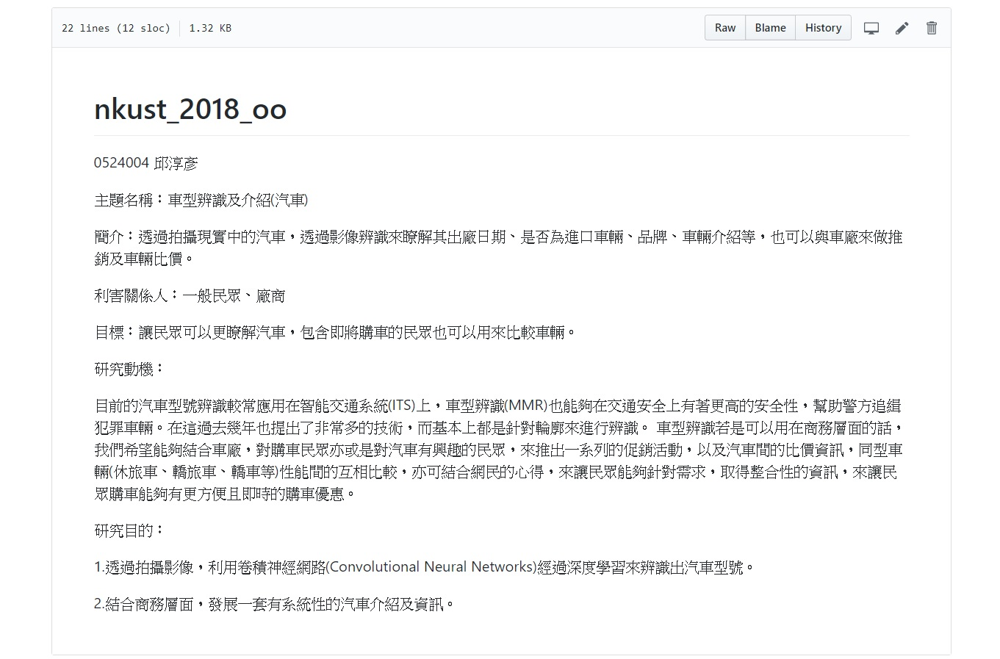 22 lines (12 sloc) 1.32 KB
Raw Blame History
nkust_2018_oo
0524004 邱淳彥
主題名稱：車型辨識及介紹(汽車)
簡介：透過拍攝現實中的汽車，透過影像辨識來瞭解其出廠日期、是否為進口車輛、品牌、車輛介紹等，也可以與車廠來做推
銷及車輛比價。
利害關係人：一般民眾、廠商
目標：讓民眾可以更瞭解汽車，包含即將購車的民眾也可以用來比較車輛。
研究動機：
目前的汽車型號辨識較常應用在智能交通系統(ITS)上，車型辨識(MMR)也能夠在交通安全上有著更高的安全性，幫助警方追緝
犯罪車輛。在這過去幾年也提出了非常多的技術，而基本上都是針對輪廓來進行辨識。 車型辨識若是可以用在商務層面的話，
我們希望能夠結合車廠，對購車民眾亦或是對汽車有興趣的民眾，來推出一系列的促銷活動，以及汽車間的比價資訊，同型車
輛(休旅車、轎旅車、轎車等)性能間的互相比較，亦可結合網民的心得，來讓民眾能夠針對需求，取得整合性的資訊，來讓民
眾購車能夠有更方便且即時的購車優惠。
研究目的：
1.透過拍攝影像，利用卷積神經網路(Convolutional Neural Networks)經過深度學習來辨識出汽車型號。
2.結合商務層面，發展一套有系統性的汽車介紹及資訊。